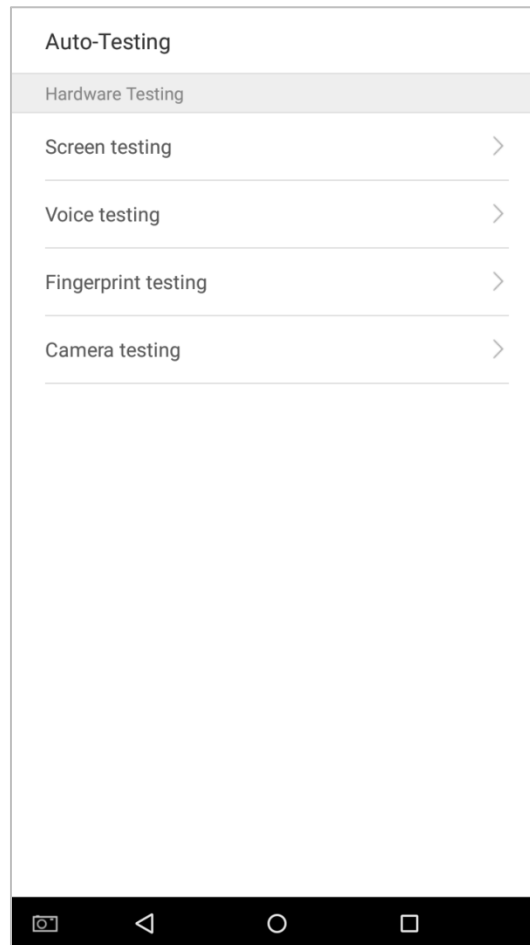 Auto-Testing
Hardware Testing
Screen testing
Voice testing
Fingerprint testing
Camera testing